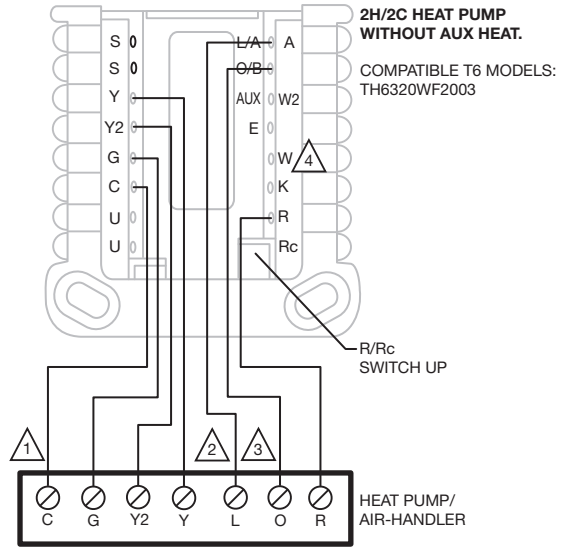 2H/2C HEAT PUMP
WITHOUT AUX HEAT.
COMPATIBLE T6 MODELS:
TH6320WF2003
S L/A A
S O/B
Y AUX W2
Y2 E
G W 4
C K
U R
U Rc
R/Rc
SWITCH UP
1 2 3
C G Y2 Y L O R
HEAT PUMP/
AIR-HANDLER